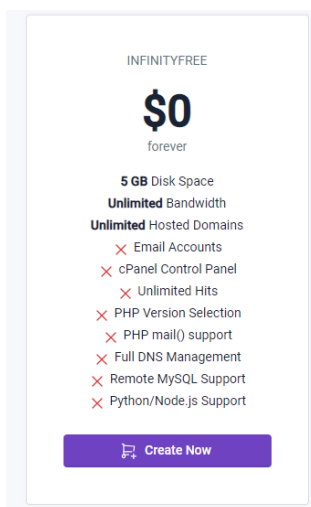 INFINITYFREE
$0
forever
5 GB Disk Space
Unlimited Bandwidth
Unlimited Hosted Domains
Email Accounts
cPanel Control Panel
Unlimited Hits
PHP Version Selection
PHP mail() support
Full DNS Management
Remote MySQL Support
Python/Node.js Support
Create Now